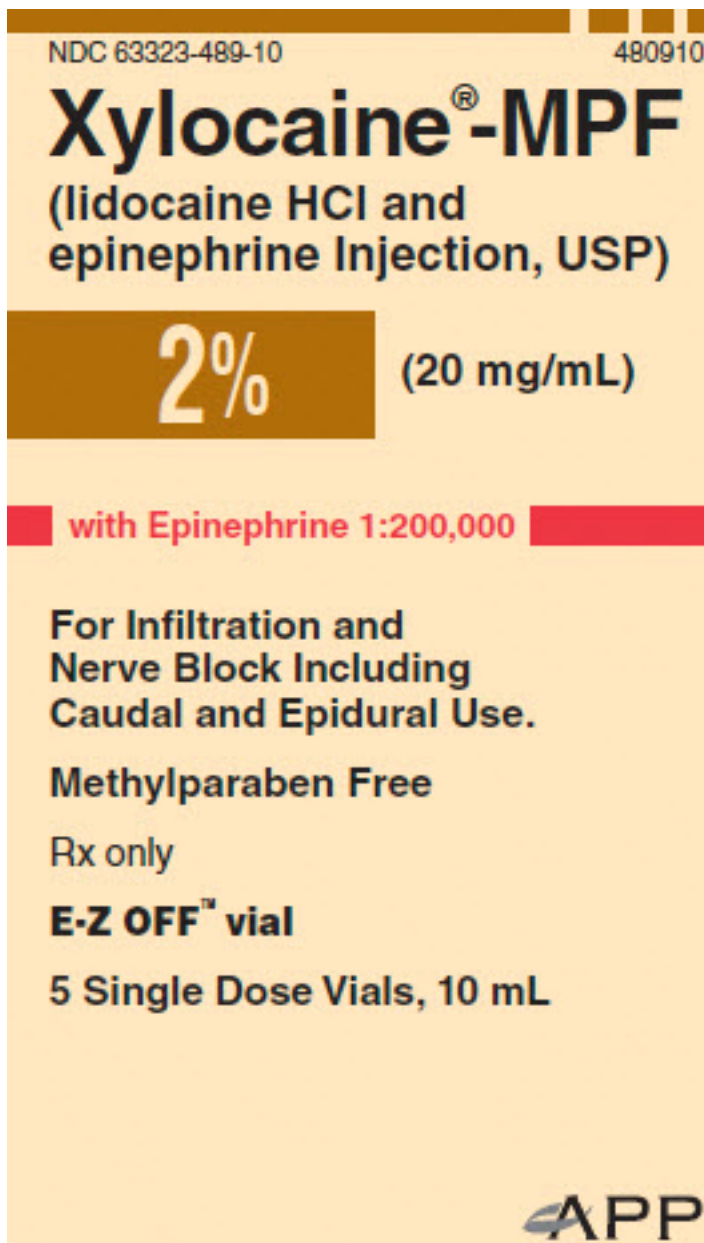 NDC 63323-489-10 480910
Xylocaine®-MPF
(lidocaine HCl and
epinephrine Injection, USP)
2% (20 mg/mL)
with Epinephrine 1:200,000
For Infiltration and
Nerve Block Including
Caudal and Epidural Use.
Methylparaben Free
Rx only
E-Z OFF™ vial
5 Single Dose Vials, 10 mL
APP